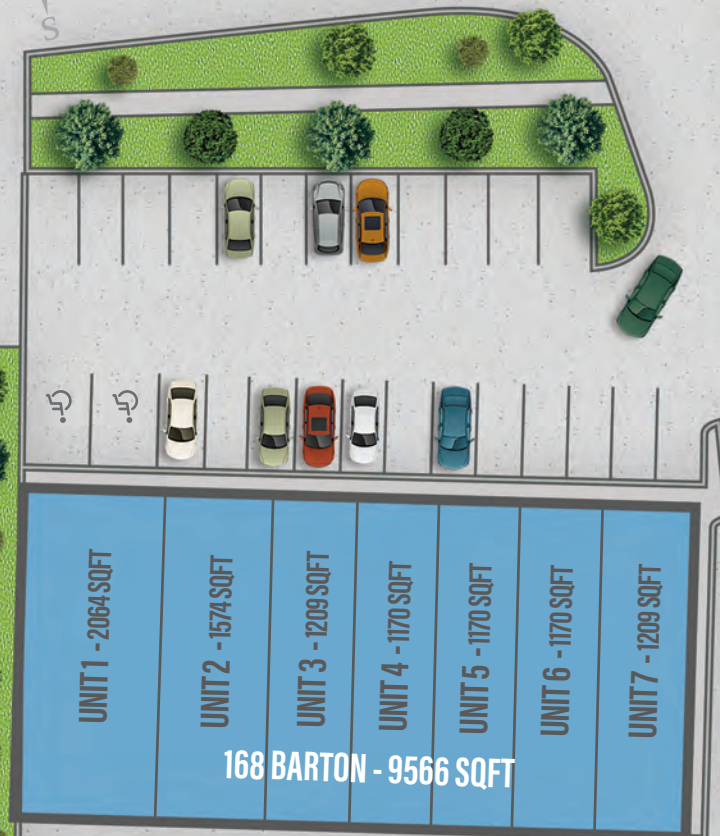 S
UNIT 1 - 2064 SQFT
UNIT 2 - 1574 SQFT
UNIT 3 - 1209 SQFT
UNIT 4 - 1170 SQFT
UNIT 5 - 1170 SQFT
UNIT 6 - 1170 SQFT
UNIT 7 - 1209 SQFT
168 BARTON - 9566 SQFT